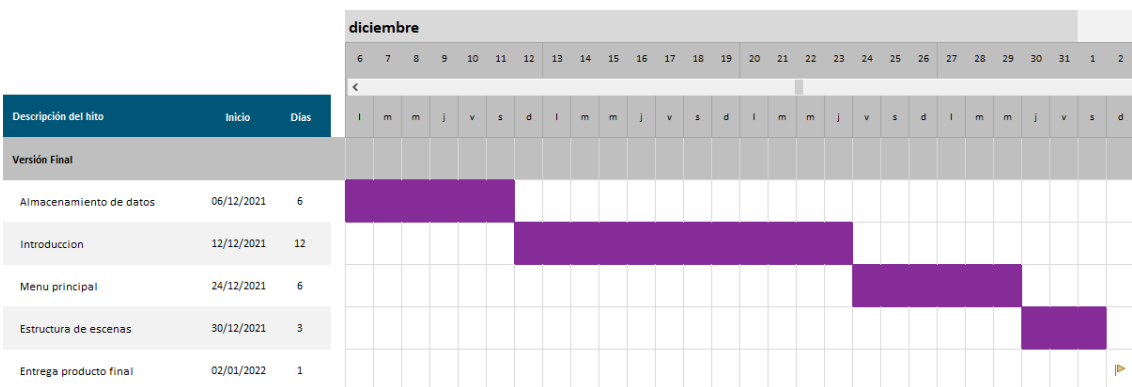 diciembre
6 7 8 9 10 11 12 13 14 15 16 17 18 19 20 21 22 23 24 25 26 27 28 29 30 31 1 2
Descripción del hito Inicio Días l m m j v s d l m m j v s d l m m j v s d l m m j v s d
Versión Final
Almacenamiento de datos 06/12/2021 6
Introduccion 12/12/2021 12
Menu principal 24/12/2021 6
Estructura de escenas 30/12/2021 3
Entrega producto final 02/01/2022 1